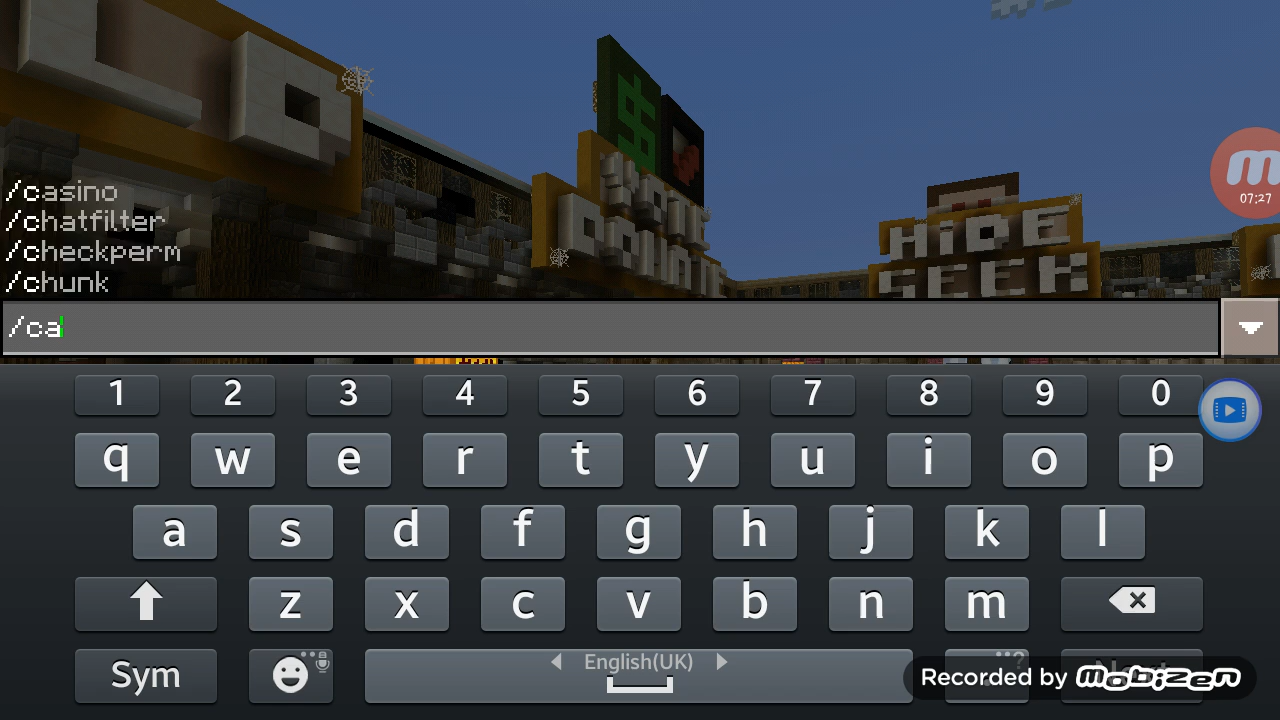 HiDE
SEEK
/casino
/chatfilter
/checkperm
/chunk
07:27
/ca
1 2 3 4 5 6 7 8 9 0
q w e r t y u i o p
a s d f g h j k l
z x c v b n m
Sym English(UK)
Recorded by mobizen